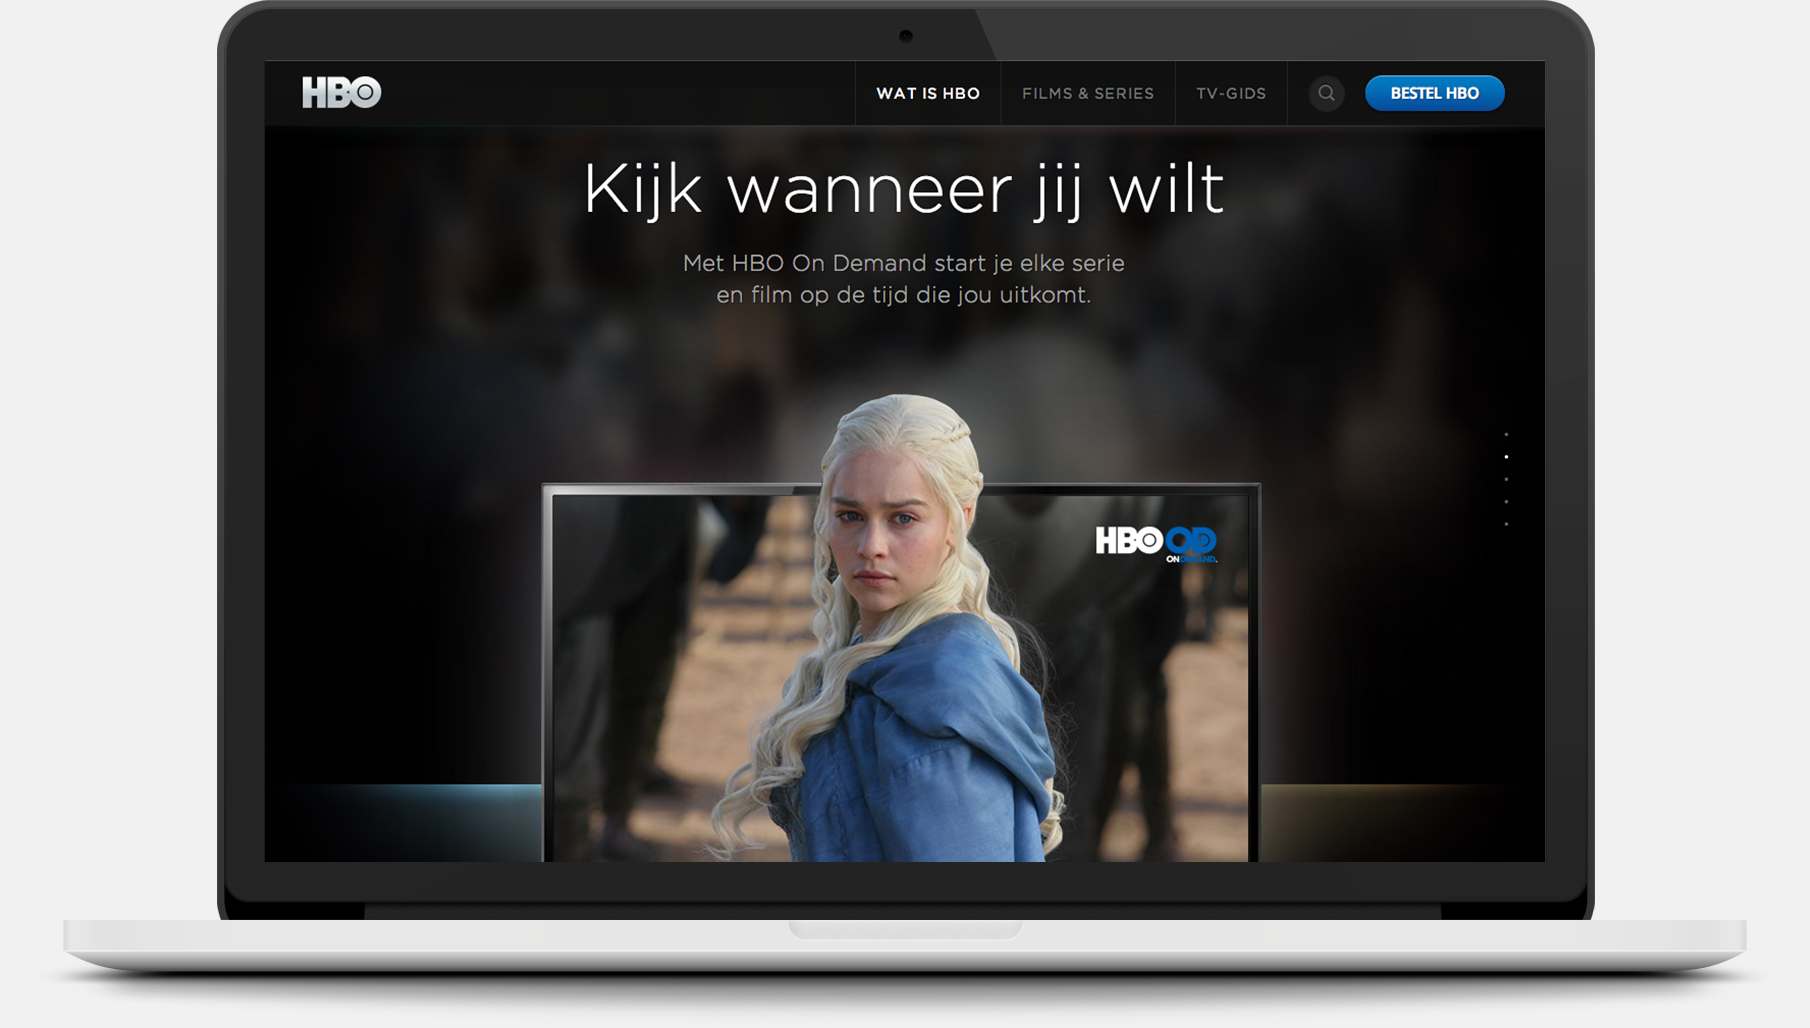 HBO
WAT IS HBO
FILMS & SERIES
TV-GIDS
BESTEL HBO
Kijk wanneer jij wilt
Met HBO On Demand start je elke serie
en film op de tijd die jou uitkomt.
HBO OD
ON DEMAND.